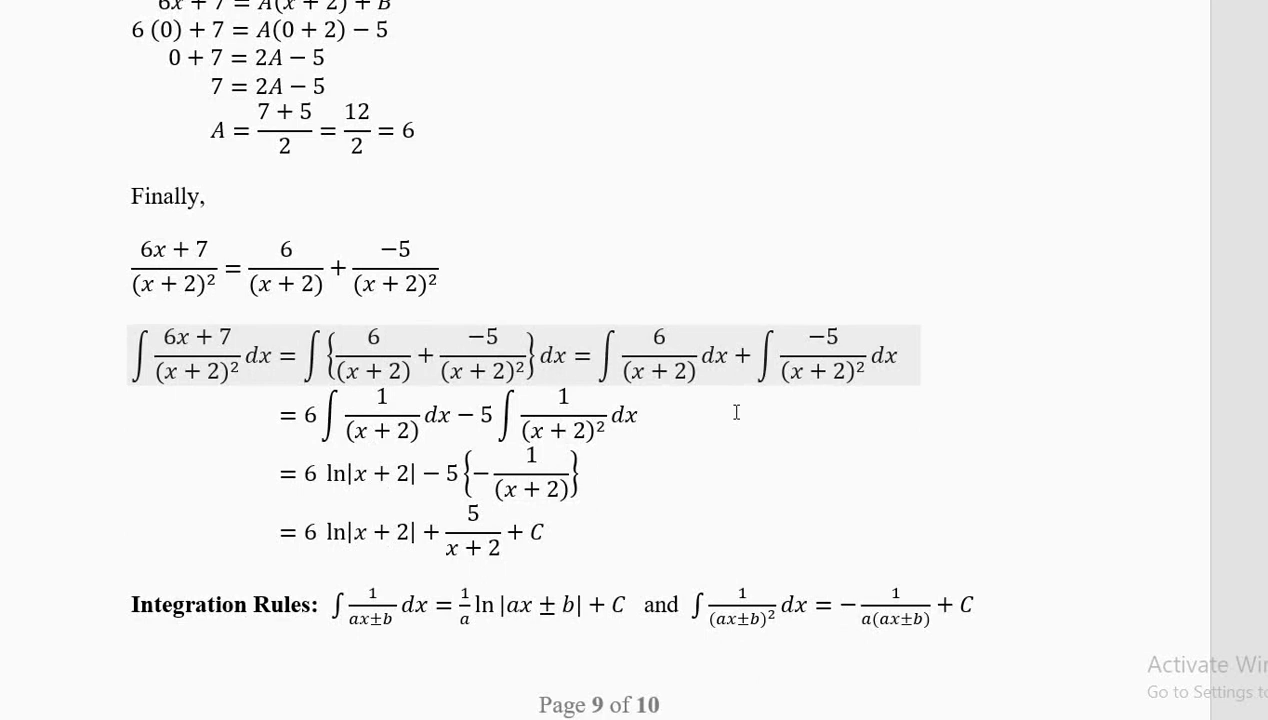 6x + 7 = A(x + 2) + B
6 (0) + 7 = A(0 + 2) − 5
0 + 7 = 2A − 5
7 = 2A − 5
A = (7 + 5)/2 = 12/2 = 6
Finally,
(6x + 7)/(x + 2)² = 6/(x + 2) + −5/(x + 2)²
∫ (6x + 7)/(x + 2)² dx = ∫ {6/(x + 2) + −5/(x + 2)²} dx = ∫ 6/(x + 2) dx + ∫ −5/(x + 2)² dx
= 6 ∫ 1/(x + 2) dx − 5 ∫ 1/(x + 2)² dx
= 6 ln|x + 2| − 5 {− 1/(x + 2)}
= 6 ln|x + 2| + 5/(x + 2) + C
Integration Rules: ∫ 1/(ax±b) dx = 1/a ln |ax ± b| + C and ∫ 1/(ax±b)² dx = − 1/(a(ax±b)) + C
Activate Wi
Go to Settings t
Page 9 of 10